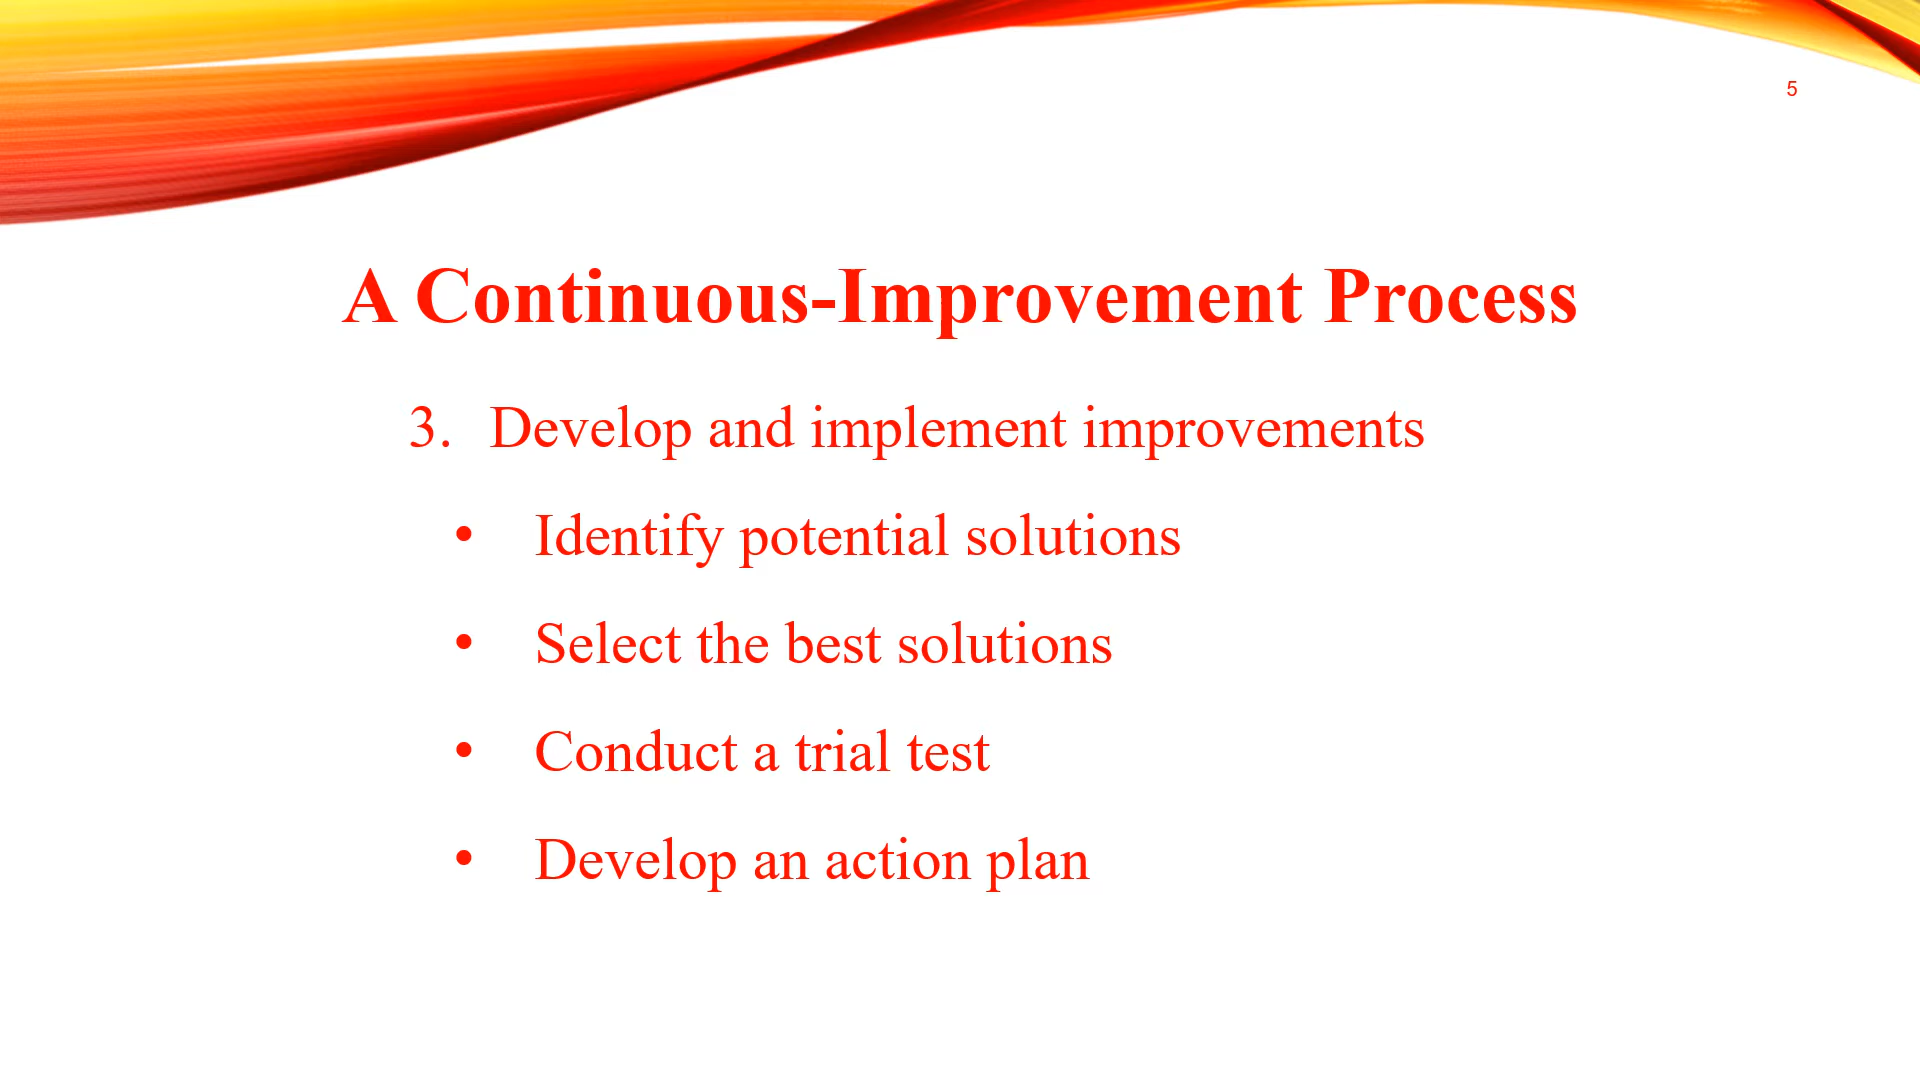 5
A Continuous-Improvement Process
3. Develop and implement improvements
• Identify potential solutions
• Select the best solutions
• Conduct a trial test
• Develop an action plan